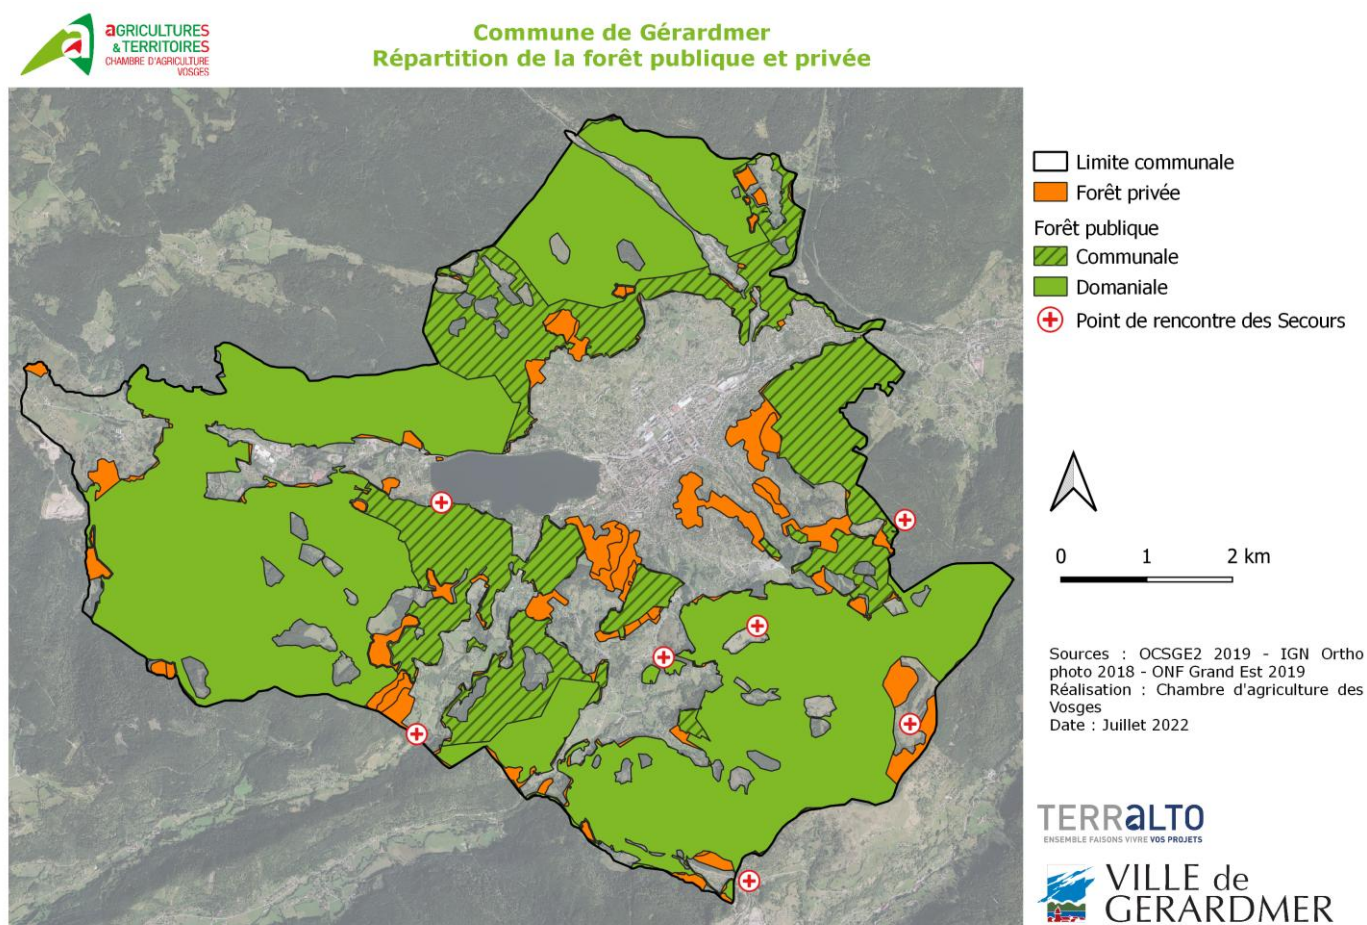 aGRICULTURES
& TERRITOIRES
CHAMBRE D'AGRICULTURE
VOSGES
Commune de Gérardmer
Répartition de la forêt publique et privée
Limite communale
Forêt privée
Forêt publique
Communale
Domaniale
Point de rencontre des Secours
0 1 2 km
Sources : OCSGE2 2019 - IGN Ortho
photo 2018 - ONF Grand Est 2019
Réalisation : Chambre d'agriculture des
Vosges
Date : Juillet 2022
TERRaLTO
ENSEMBLE FAISONS VIVRE VOS PROJETS
VILLE de
GERARDMER